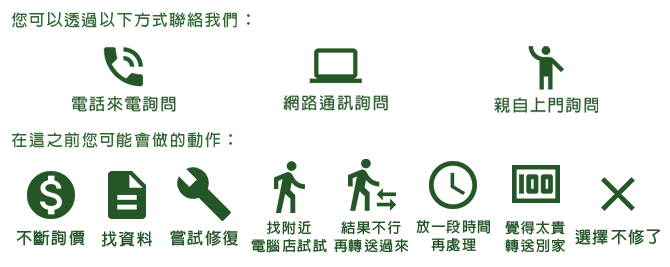 您可以透過以下方式聯絡我們：
電話來電詢問
網路通訊詢問
親自上門詢問
在這之前您可能會做的動作：
不斷詢價
找資料
嘗試修復
找附近
電腦店試試
結果不行
再轉送過來
放一段時間
再處理
100
覺得太貴
轉送別家
選擇不修了